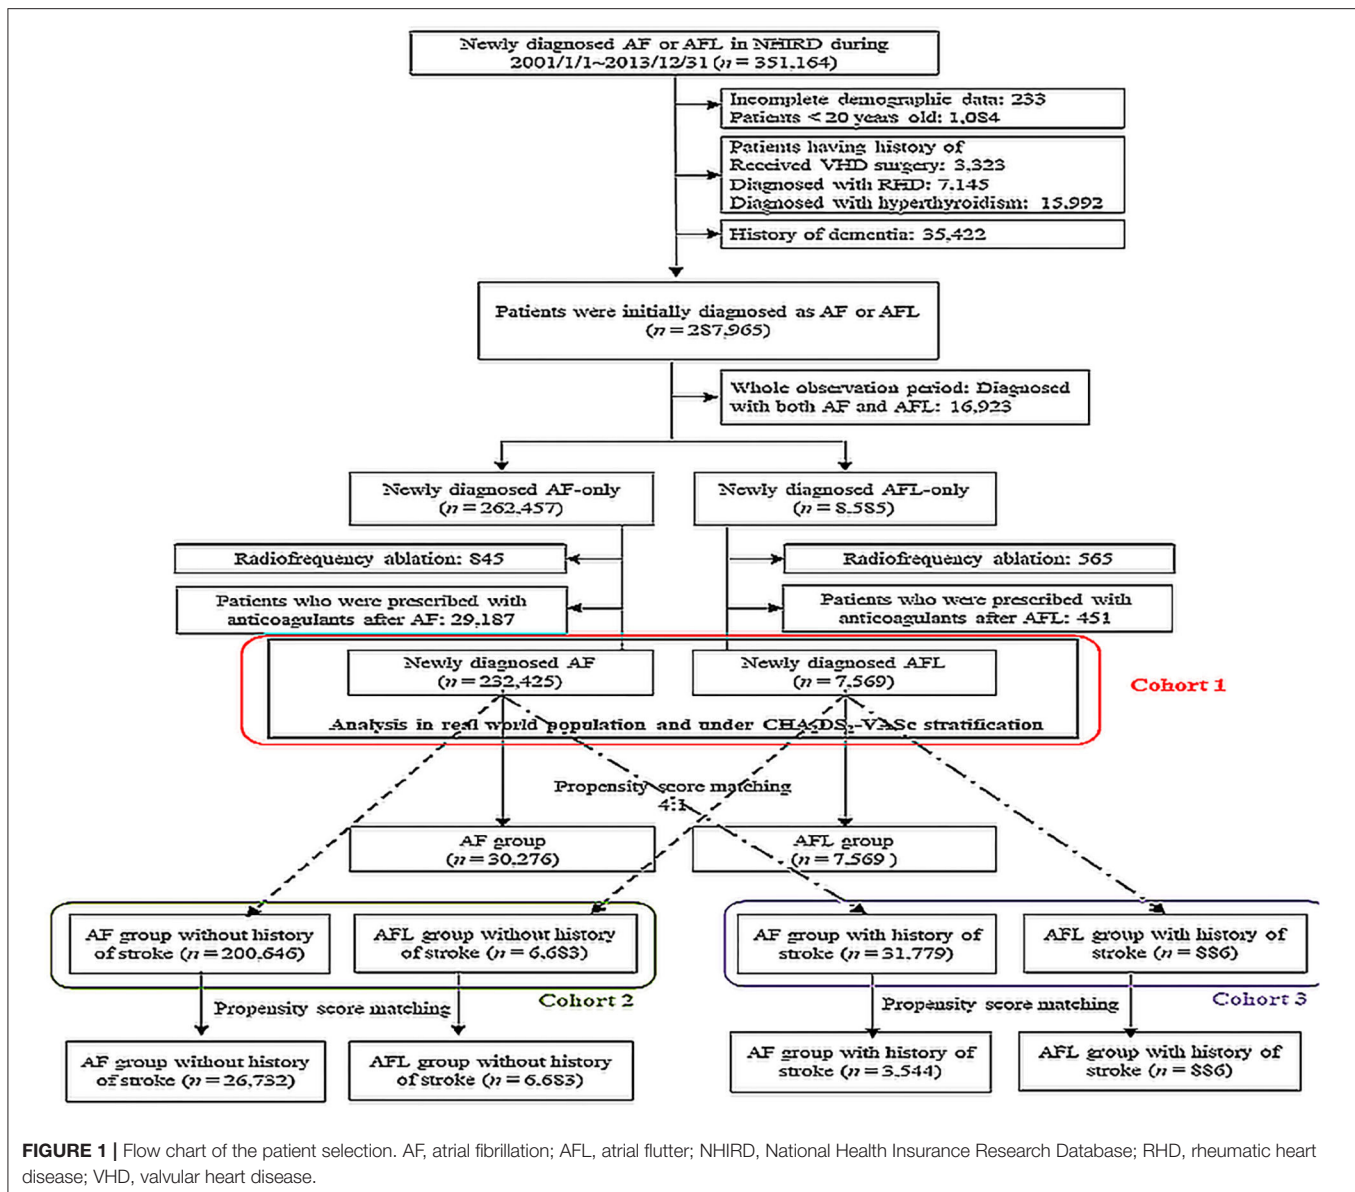 Newly diagnosed AF or AFL in NHIRD during
2001/1/1~2013/12/31 (n = 351,164)
Incomplete demographic data: 233
Patients < 20 years old: 1,084
Patients having history of
Received VHD surgery: 3,323
Diagnosed with RHD: 7,145
Diagnosed with hyperthyroidism: 15,992
History of dementia: 35,422
Patients were initially diagnosed as AF or AFL
(n = 287,965)
Whole observation period: Diagnosed
with both AF and AFL: 16,923
Newly diagnosed AF-only
(n = 262,457)
Newly diagnosed AFL-only
(n = 8,585)
Radiofrequency ablation: 845
Radiofrequency ablation: 565
Patients who were prescribed with
anticoagulants after AF: 29,187
Patients who were prescribed with
anticoagulants after AFL: 451
Newly diagnosed AF
(n = 232,425)
Newly diagnosed AFL
(n = 7,569)
Cohort 1
Analysis in real world population and under CHA₂DS₂-VASc stratification
Propensity score matching
4:1
AF group
(n = 30,276)
AFL group
(n = 7,569 )
AF group without history
of stroke (n = 200,646)
AFL group without history
of stroke (n = 6,683)
AF group with history of
stroke (n = 31,779)
AFL group with history of
stroke (n = 886)
Cohort 2
Cohort 3
Propensity score matching
Propensity score matching
AF group without history
of stroke (n = 26,732)
AFL group without history
of stroke (n = 6,683)
AF group with history of
stroke (n = 3,544)
AFL group with history of
stroke (n = 886)
FIGURE 1 | Flow chart of the patient selection. AF, atrial fibrillation; AFL, atrial flutter; NHIRD, National Health Insurance Research Database; RHD, rheumatic heart
disease; VHD, valvular heart disease.